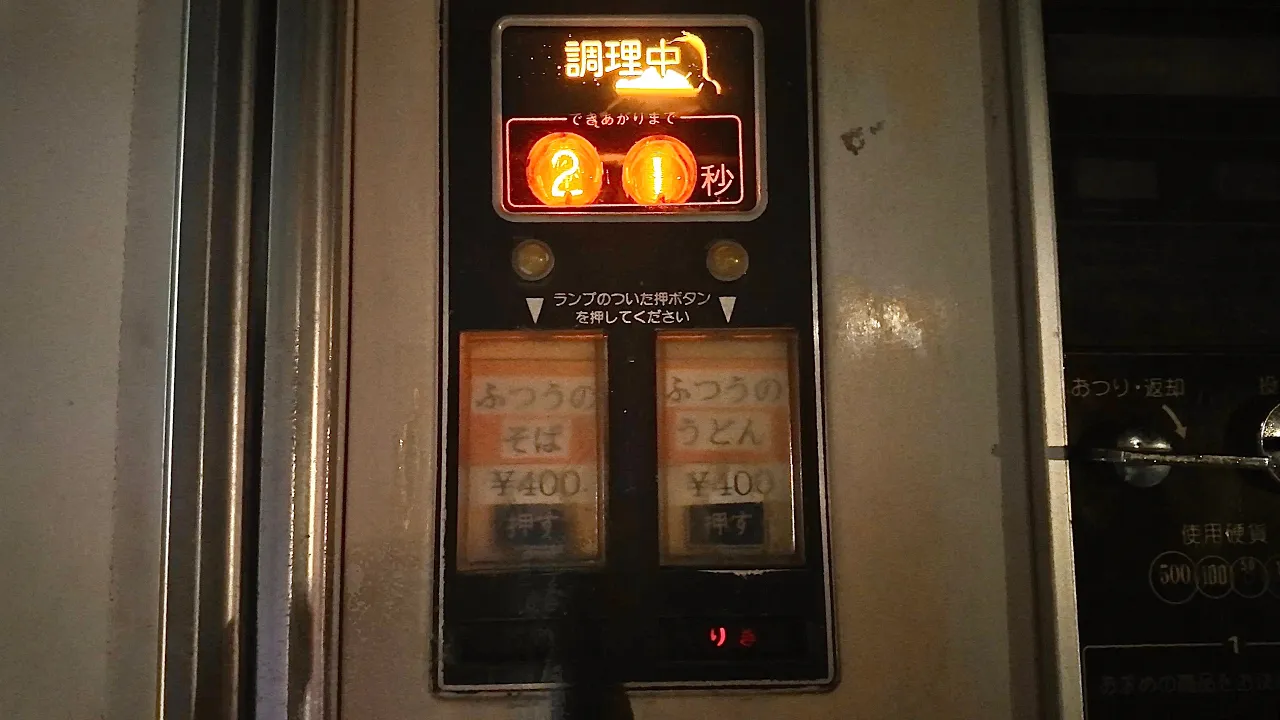 調理中
できあがりまで
21秒
ランプのついた押ボタン
を押してください
ふつうの
そば
¥400
押す
ふつうの
うどん
¥400
押す
おつり・返却
使用硬貨
500 100 50
1